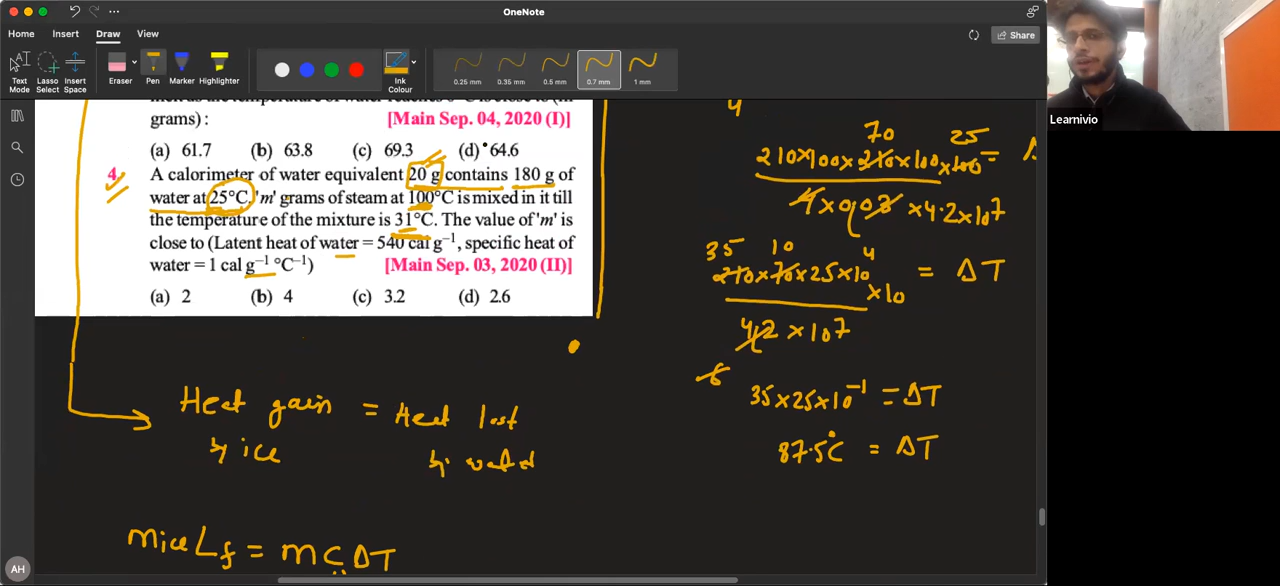 OneNote
Home Insert Draw View
Share
Text Mode
Lasso Select
Insert Space
Eraser
Pen
Marker
Highlighter
Ink Colour
0.25 mm
0.35 mm
0.5 mm
0.7 mm
1 mm
Learnivio
grams) : [Main Sep. 04, 2020 (I)]
(a) 61.7 (b) 63.8 (c) 69.3 (d) 64.6
4. A calorimeter of water equivalent 20 g contains 180 g of
water at 25°C. 'm' grams of steam at 100°C is mixed in it till
the temperature of the mixture is 31°C. The value of 'm' is
close to (Latent heat of water = 540 cal g⁻¹, specific heat of
water = 1 cal g⁻¹ °C⁻¹) [Main Sep. 03, 2020 (II)]
(a) 2 (b) 4 (c) 3.2 (d) 2.6
Heat gain = Heat lost
by ice by water
mice Lf = m C ΔT
4
70 25
210×100×210×100×100 =
×4.2×10⁷
35 10 4
210×70×25×10 = ΔT
×10
42×10⁷
35×25×10⁻¹ = ΔT
87.5°C = ΔT
AH